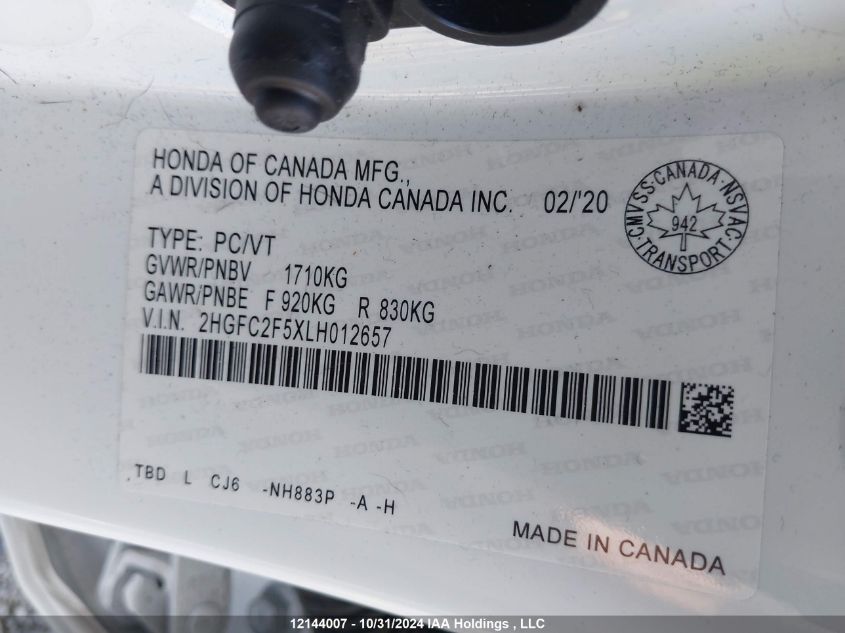 HONDA OF CANADA MFG.,
A DIVISION OF HONDA CANADA INC. 02/'20
CMVSS·CANADA·NSVAC
942
·TRANSPORT·
TYPE: PC/VT
GVWR/PNBV 1710KG
GAWR/PNBE F 920KG R 830KG
V.I.N. 2HGFC2F5XLH012657
TBD L CJ6 -NH883P -A -H
MADE IN CANADA
12144007 - 10/31/2024 IAA Holdings , LLC